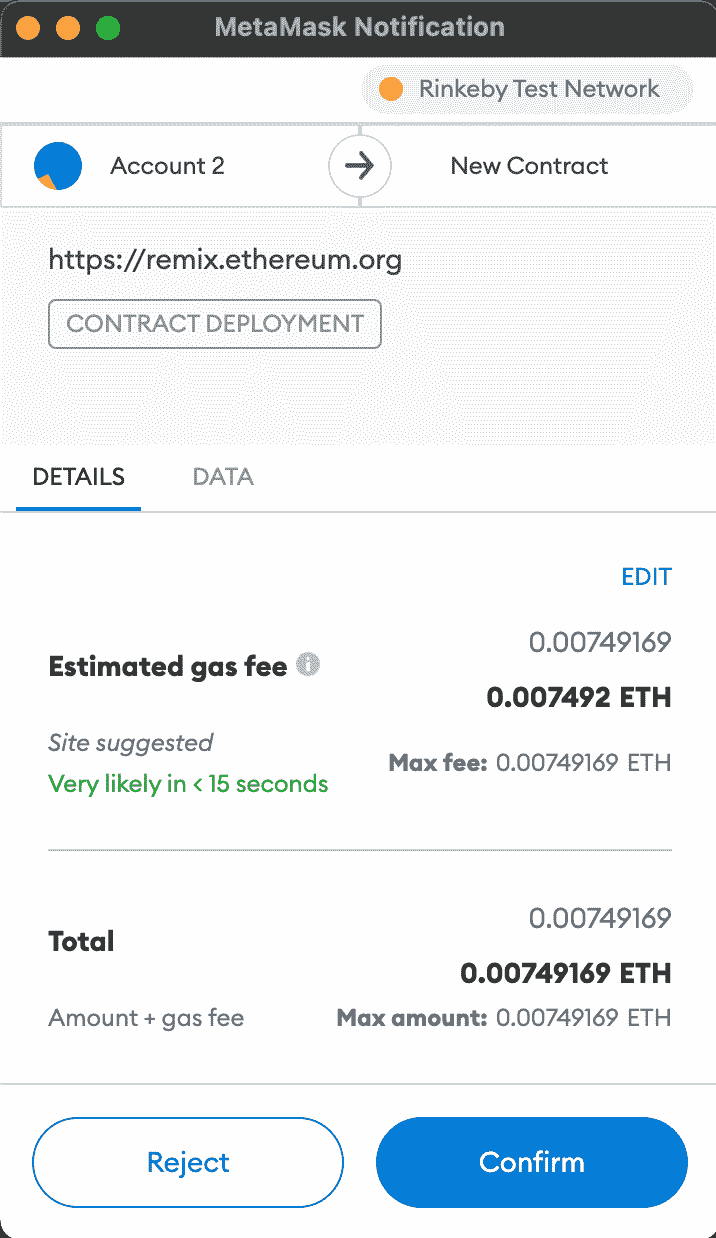 MetaMask Notification
Rinkeby Test Network
Account 2
New Contract
https://remix.ethereum.org
CONTRACT DEPLOYMENT
DETAILS
DATA
EDIT
0.00749169
Estimated gas fee
0.007492 ETH
Site suggested
Max fee: 0.00749169 ETH
Very likely in < 15 seconds
0.00749169
Total
0.00749169 ETH
Amount + gas fee
Max amount: 0.00749169 ETH
Reject
Confirm